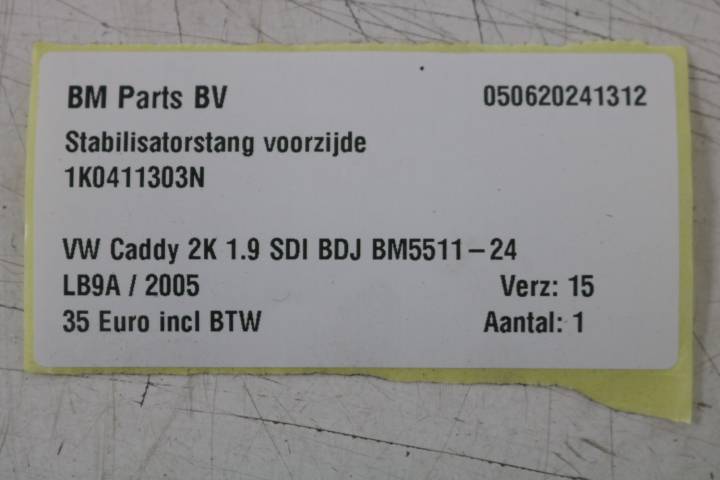 BM Parts BV 050620241312
Stabilisatorstang voorzijde
1K0411303N
VW Caddy 2K 1.9 SDI BDJ BM5511-24
LB9A / 2005 Verz: 15
35 Euro incl BTW Aantal: 1